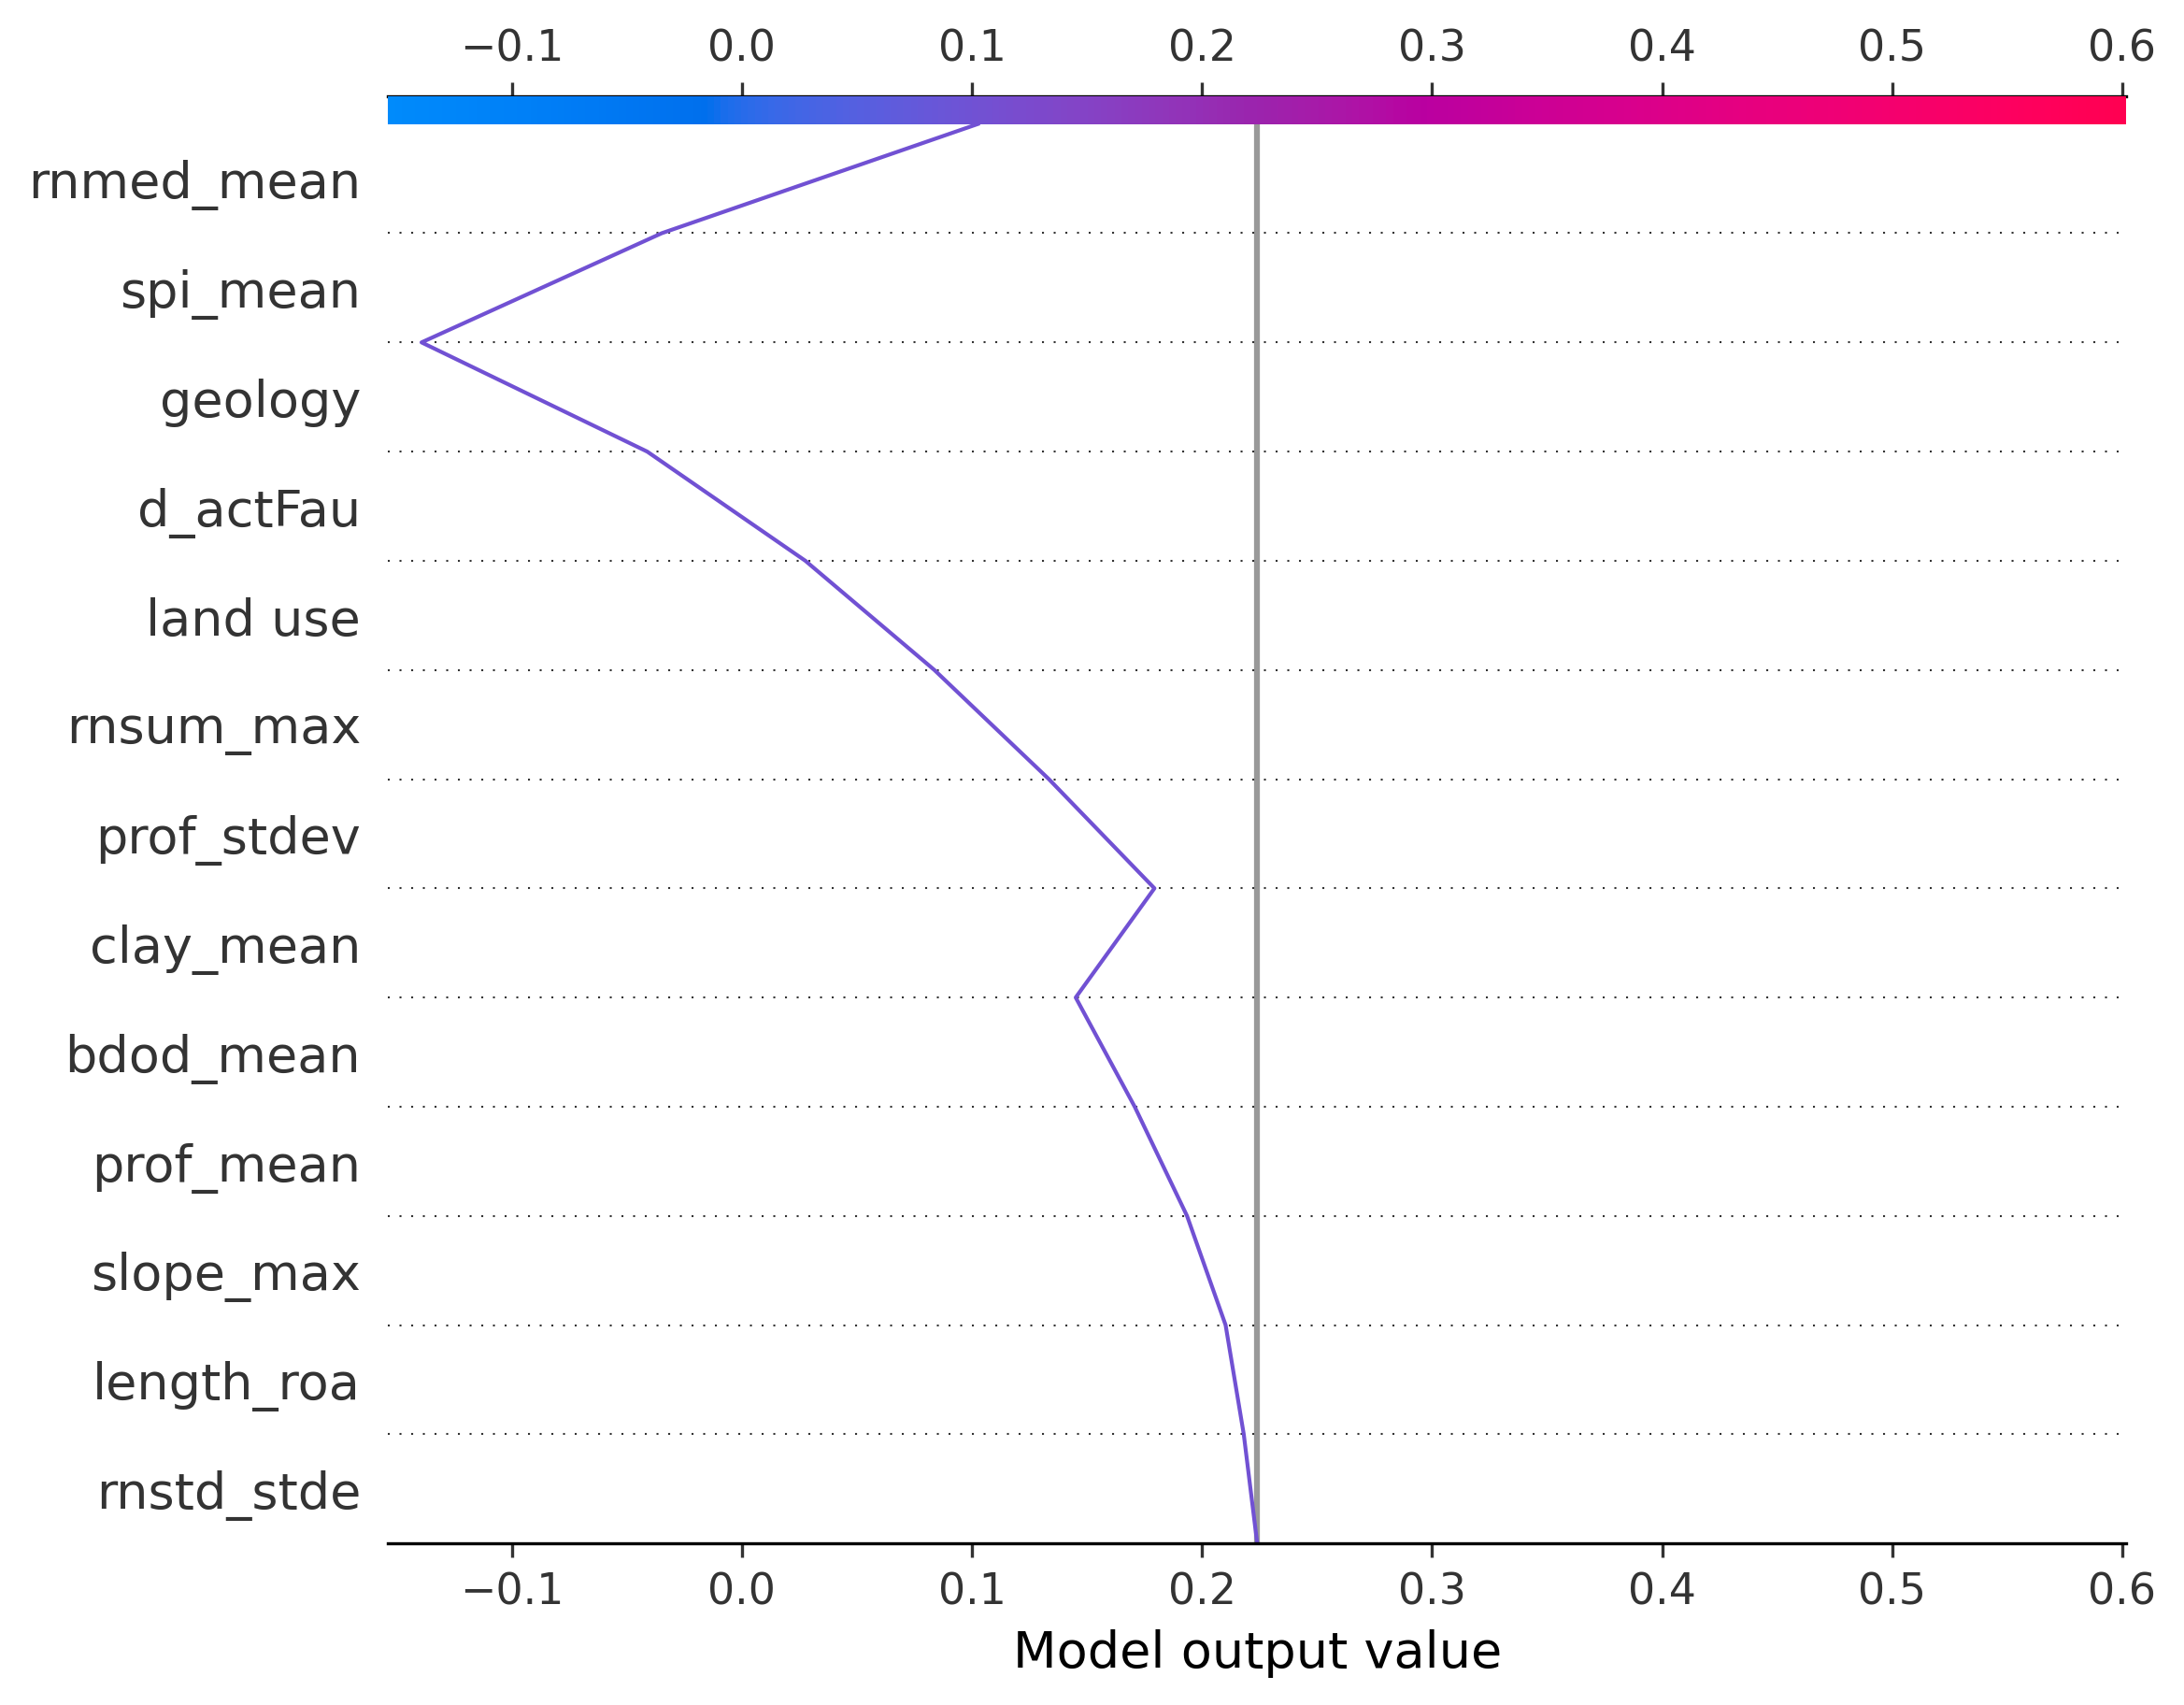 −0.1 0.0 0.1 0.2 0.3 0.4 0.5 0.6
rnmed_mean
spi_mean
geology
d_actFau
land use
rnsum_max
prof_stdev
clay_mean
bdod_mean
prof_mean
slope_max
length_roa
rnstd_stde
−0.1 0.0 0.1 0.2 0.3 0.4 0.5 0.6
Model output value